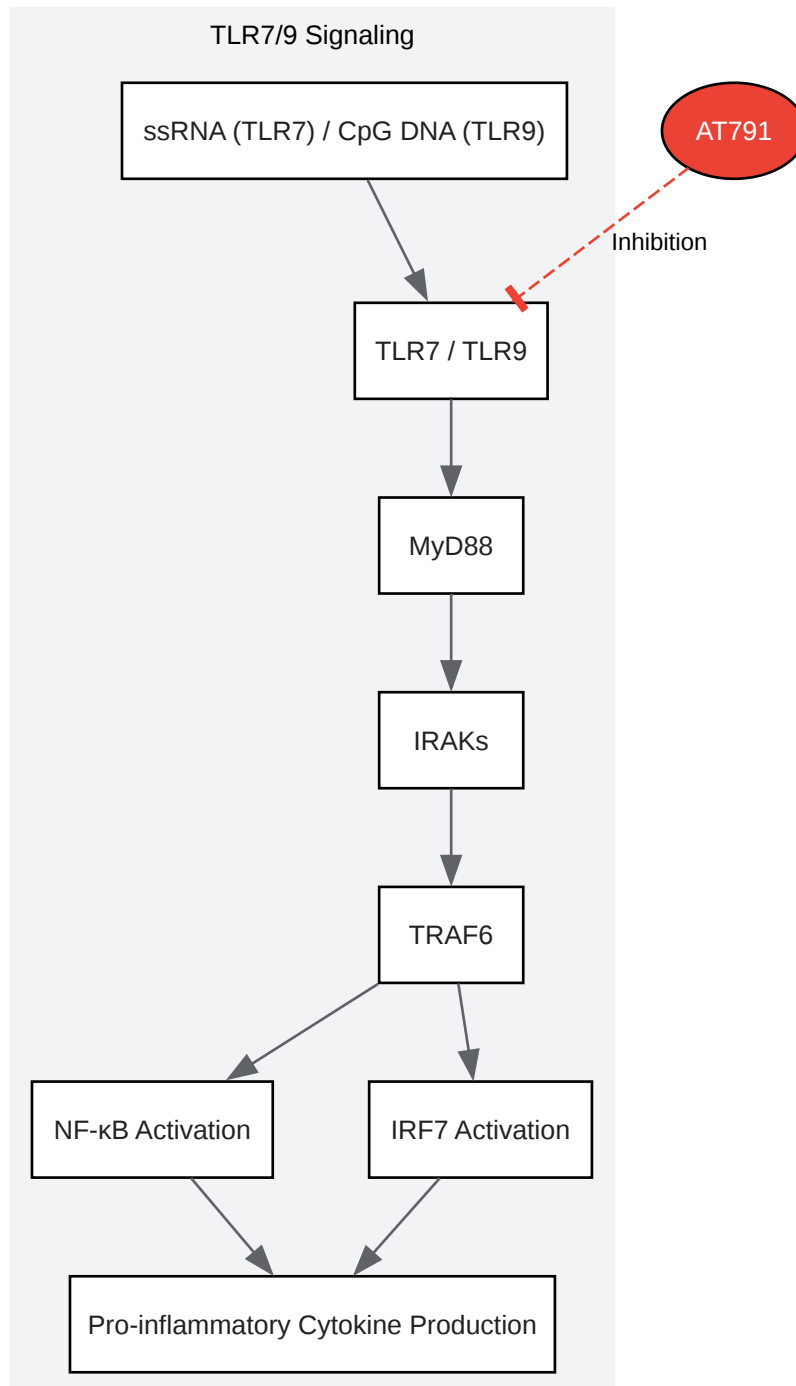 TLR7/9 Signaling
ssRNA (TLR7) / CpG DNA (TLR9)
AT791
Inhibition
TLR7 / TLR9
MyD88
IRAKs
TRAF6
NF-κB Activation
IRF7 Activation
Pro-inflammatory Cytokine Production